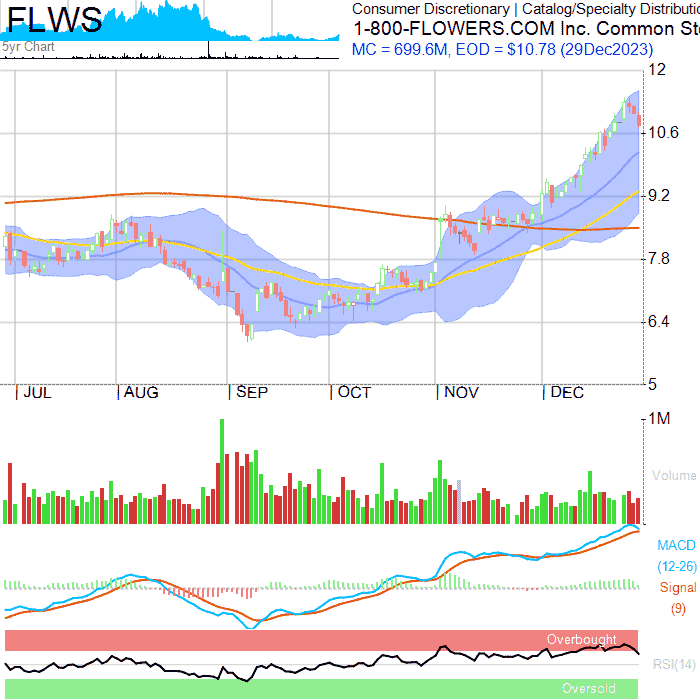 FLWS
5yr Chart
Consumer Discretionary | Catalog/Specialty Distributio
1-800-FLOWERS.COM Inc. Common Sto
MC = 699.6M, EOD = $10.78 (29Dec2023)
12
10.6
9.2
7.8
6.4
5
JUL AUG SEP OCT NOV DEC
1M
Volume
MACD
(12-26)
Signal
(9)
Overbought
RSI(14)
Oversold